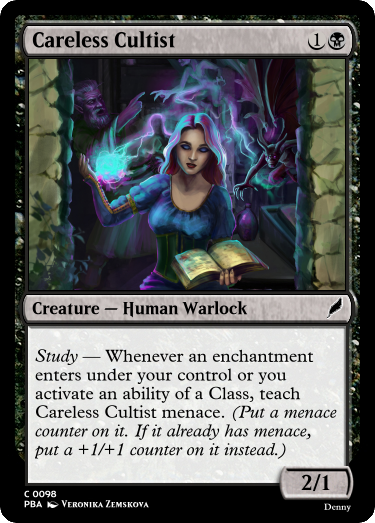 Careless Cultist 1
Creature — Human Warlock
Study — Whenever an enchantment
enters under your control or you
activate an ability of a Class, teach
Careless Cultist menace. (Put a menace
counter on it. If it already has menace,
put a +1/+1 counter on it instead.)
2/1
C 0098
PBA Veronika Zemskova
Denny